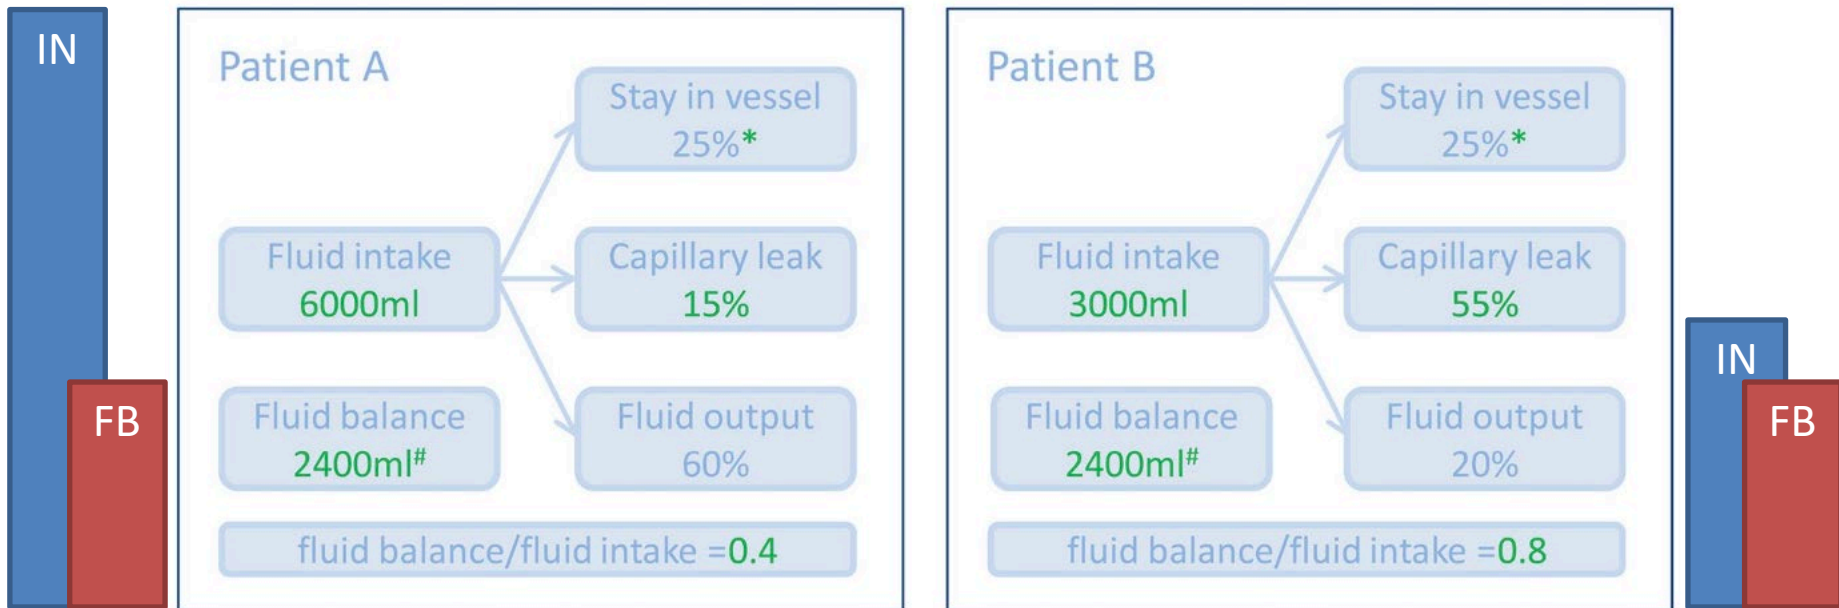 IN
FB
Patient A
Stay in vessel
25%*
Fluid intake
6000ml
Capillary leak
15%
Fluid balance
2400ml#
Fluid output
60%
fluid balance/fluid intake =0.4
Patient B
Stay in vessel
25%*
Fluid intake
3000ml
Capillary leak
55%
Fluid balance
2400ml#
Fluid output
20%
fluid balance/fluid intake =0.8
IN
FB